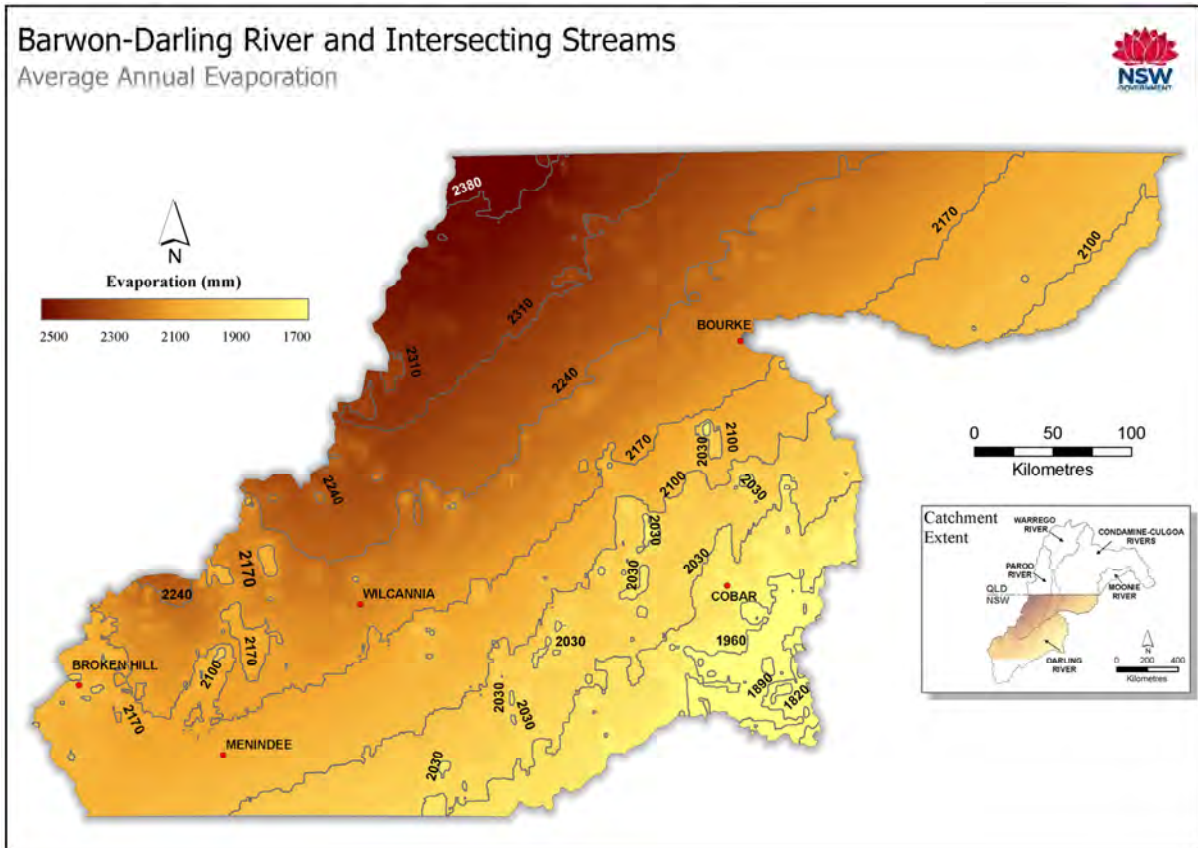 Barwon-Darling River and Intersecting Streams
Average Annual Evaporation
NSW
GOVERNMENT
N
Evaporation (mm)
2500 2300 2100 1900 1700
2380
2170
2100
2310
BOURKE
2310
2240
2170
2030
2100
2240
2100
2030
2030
2030
2030
2170
2240
WILCANNIA
COBAR
2170
2030
1960
BROKEN HILL
2100
2170
2030
2030
1890
1820
MENINDEE
2030
0 50 100
Kilometres
Catchment
Extent
WARREGO
RIVER
CONDAMINE-CULGOA
RIVERS
PAROO
RIVER
MOONIE
RIVER
QLD
NSW
DARLING
RIVER
N
0 200 400
Kilometres